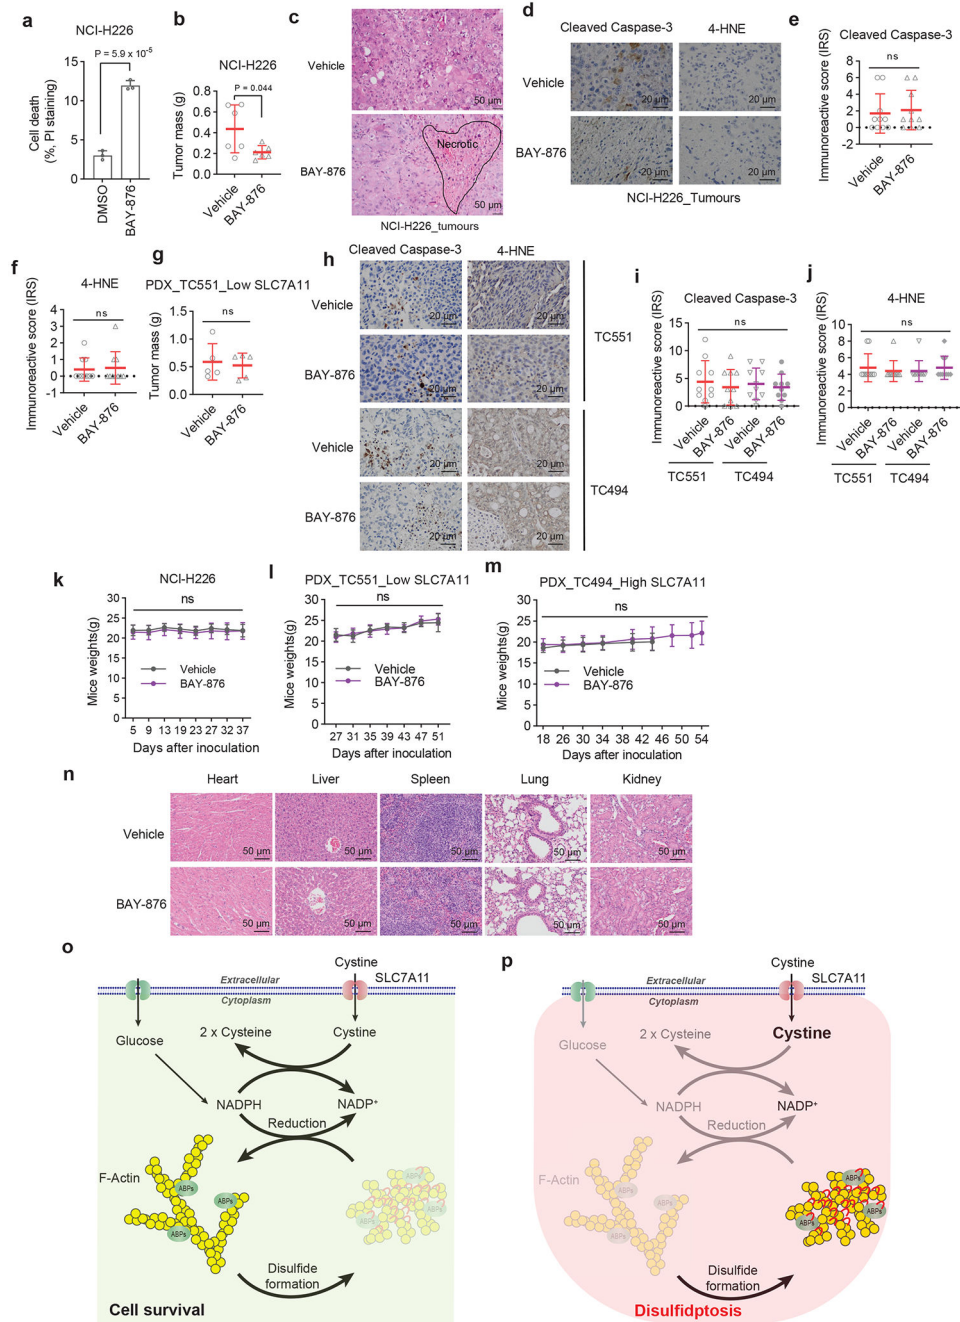 a
NCI-H226
P = 5.9 x 10-5
Cell death
(%, PI staining)
15
10
5
0
DMSO
BAY-876
b
NCI-H226
P = 0.044
Tumor mass (g)
1.0
0.8
0.6
0.4
0.2
0.0
Vehicle
BAY-876
c
Vehicle
50 µm
BAY-876
Necrotic
50 µm
NCI-H226_tumours
d
Cleaved Caspase-3
4-HNE
Vehicle
20 µm
20 µm
BAY-876
20 µm
20 µm
NCI-H226_Tumours
e
Cleaved Caspase-3
ns
Immunoreactive score (IRS)
8
6
4
2
0
-2
Vehicle
BAY-876
f
4-HNE
ns
Immunoreactive score (IRS)
4
3
2
1
0
-1
Vehicle
BAY-876
g
PDX_TC551_Low SLC7A11
ns
Tumor mass (g)
1.5
1.0
0.5
0.0
Vehicle
BAY-876
h
Cleaved Caspase-3
4-HNE
Vehicle
20 µm
20 µm
BAY-876
20 µm
20 µm
TC551
Vehicle
20 µm
20 µm
BAY-876
20 µm
20 µm
TC494
i
Cleaved Caspase-3
ns
Immunoreactive score (IRS)
15
10
5
0
Vehicle
BAY-876
Vehicle
BAY-876
TC551
TC494
j
4-HNE
ns
Immunoreactive score (IRS)
10
8
6
4
2
0
Vehicle
BAY-876
Vehicle
BAY-876
TC551
TC494
k
NCI-H226
ns
Mice weights(g)
30
25
20
15
10
5
0
Vehicle
BAY-876
5 9 13 19 23 27 32 37
Days after inoculation
l
PDX_TC551_Low SLC7A11
ns
Mice weights(g)
30
25
20
15
10
5
0
Vehicle
BAY-876
27 31 35 39 43 47 51
Days after inoculation
m
PDX_TC494_High SLC7A11
ns
Mice weights(g)
30
25
20
15
10
5
0
Vehicle
BAY-876
18 26 30 34 38 42 46 50 54
Days after inoculation
n
Heart
Liver
Spleen
Lung
Kidney
Vehicle
50 µm
50 µm
50 µm
50 µm
50 µm
BAY-876
50 µm
50 µm
50 µm
50 µm
50 µm
o
Cystine
SLC7A11
Extracellular
Cytoplasm
Glucose
2 x Cysteine
Cystine
NADPH
NADP+
Reduction
F-Actin
ABPs
ABPs
ABPs
ABPs
ABPs
ABPs
Disulfide
formation
Cell survival
p
Cystine
SLC7A11
Extracellular
Cytoplasm
Glucose
2 x Cysteine
Cystine
NADPH
NADP+
Reduction
F-Actin
ABPs
ABPs
ABPs
ABPs
ABPs
ABPs
Disulfide
formation
Disulfidptosis